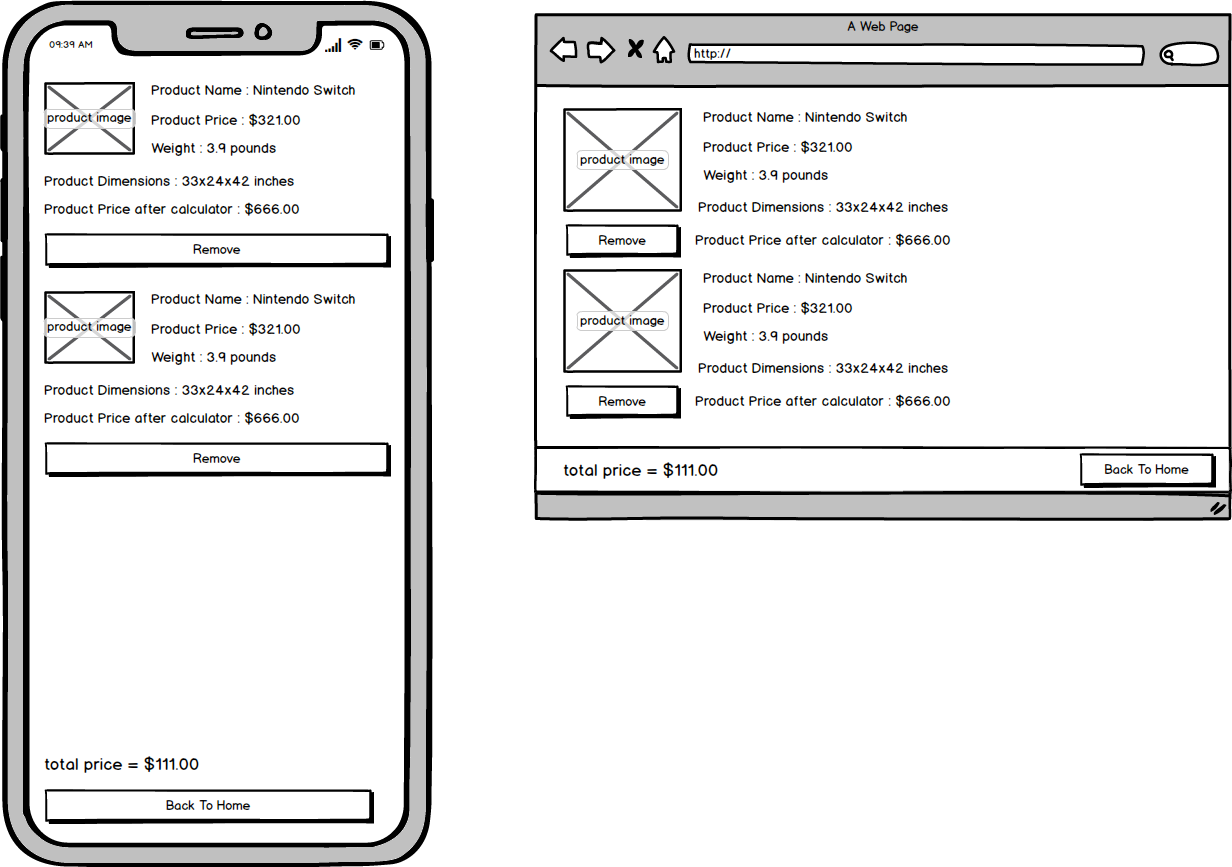 09:39 AM
product image
Product Name : Nintendo Switch
Product Price : $321.00
Weight : 3.9 pounds
Product Dimensions : 33x24x42 inches
Product Price after calculator : $666.00
Remove
product image
Product Name : Nintendo Switch
Product Price : $321.00
Weight : 3.9 pounds
Product Dimensions : 33x24x42 inches
Product Price after calculator : $666.00
Remove
total price = $111.00
Back To Home
A Web Page
http://
product image
Product Name : Nintendo Switch
Product Price : $321.00
Weight : 3.9 pounds
Product Dimensions : 33x24x42 inches
Remove
Product Price after calculator : $666.00
product image
Product Name : Nintendo Switch
Product Price : $321.00
Weight : 3.9 pounds
Product Dimensions : 33x24x42 inches
Remove
Product Price after calculator : $666.00
total price = $111.00
Back To Home